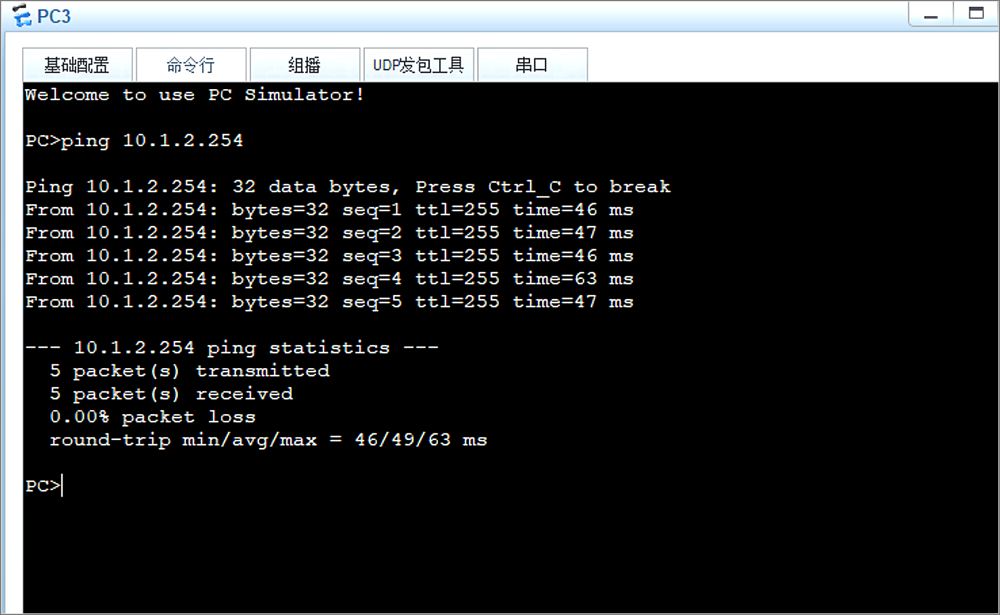 PC3
基础配置 命令行 组播 UDP发包工具 串口
Welcome to use PC Simulator!
PC>ping 10.1.2.254
Ping 10.1.2.254: 32 data bytes, Press Ctrl_C to break
From 10.1.2.254: bytes=32 seq=1 ttl=255 time=46 ms
From 10.1.2.254: bytes=32 seq=2 ttl=255 time=47 ms
From 10.1.2.254: bytes=32 seq=3 ttl=255 time=46 ms
From 10.1.2.254: bytes=32 seq=4 ttl=255 time=63 ms
From 10.1.2.254: bytes=32 seq=5 ttl=255 time=47 ms
--- 10.1.2.254 ping statistics ---
5 packet(s) transmitted
5 packet(s) received
0.00% packet loss
round-trip min/avg/max = 46/49/63 ms
PC>